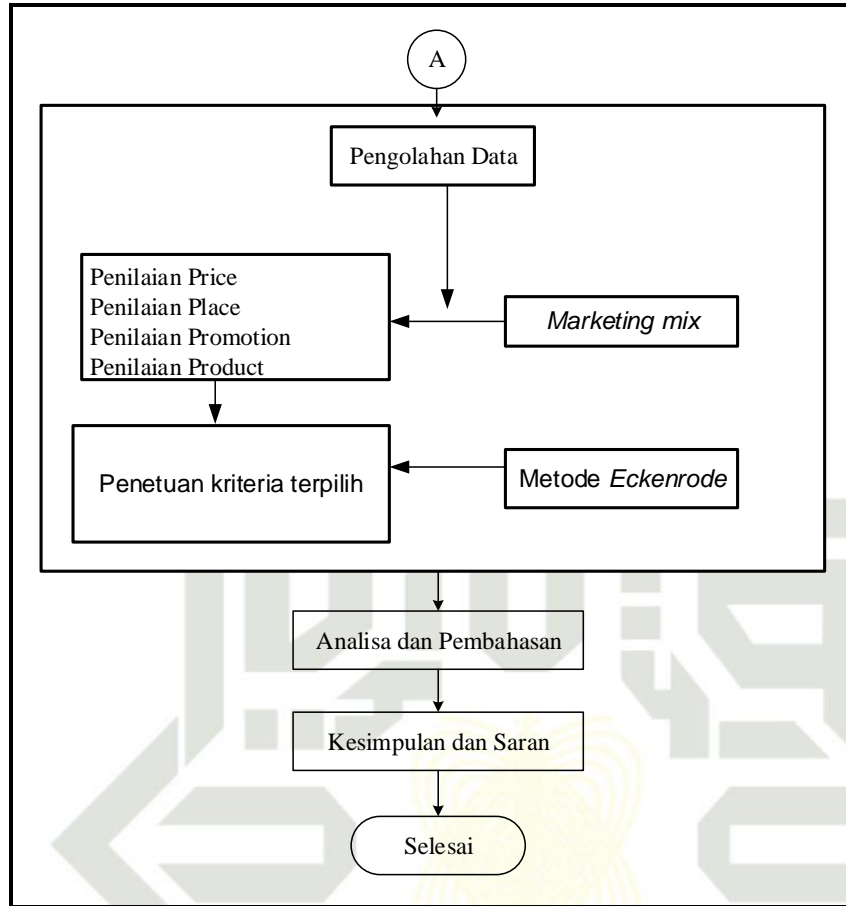 A
Pengolahan Data
Penilaian Price
Penilaian Place
Penilaian Promotion
Penilaian Product
Marketing mix
Penetuan kriteria terpilih
Metode Eckenrode
Analisa dan Pembahasan
Kesimpulan dan Saran
Selesai